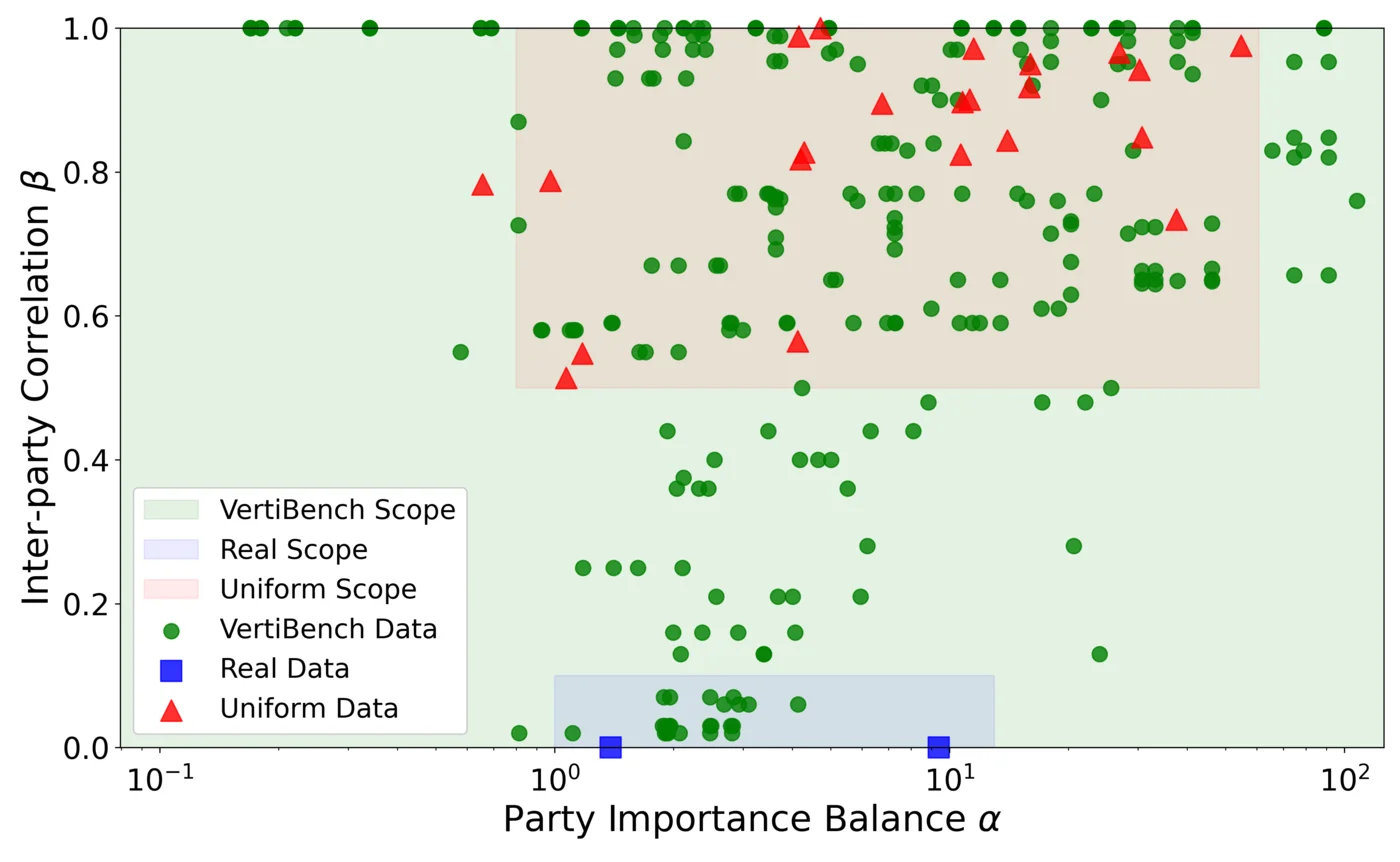 Inter-party Correlation β
1.0
0.8
0.6
0.4
0.2
0.0
VertiBench Scope
Real Scope
Uniform Scope
VertiBench Data
Real Data
Uniform Data
10⁻¹ 10⁰ 10¹ 10²
Party Importance Balance α